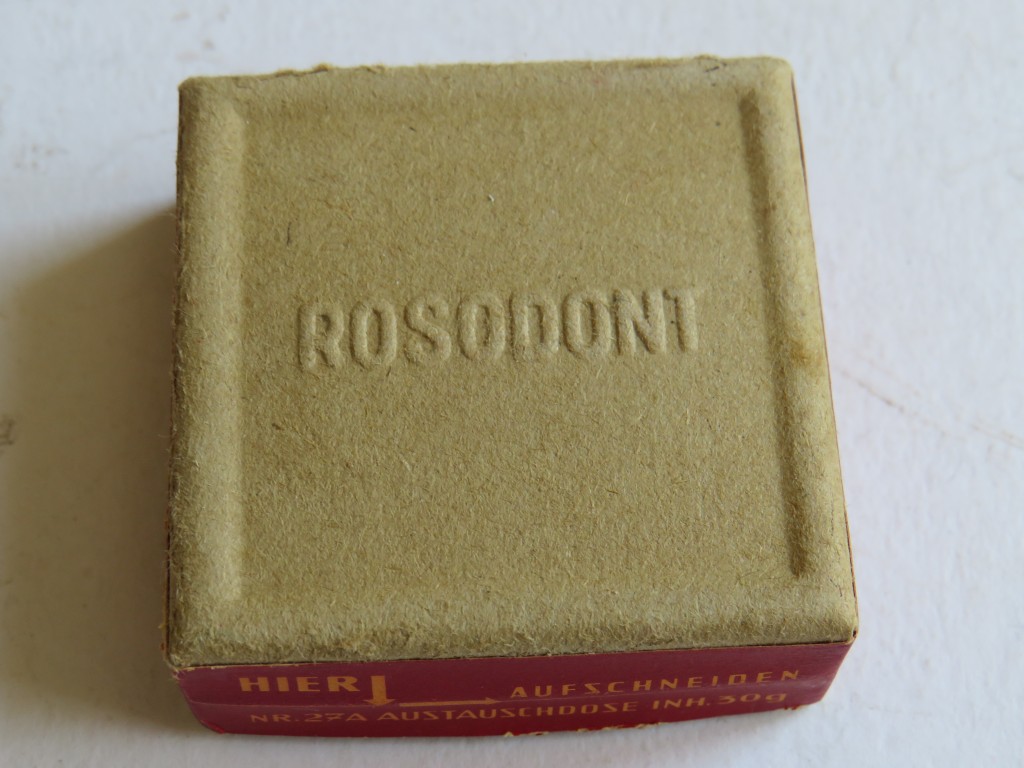 ROSODONT
HIER AUFSCHNEIDEN
NR. 27A AUSTAUSCHDOSE INH. 30g